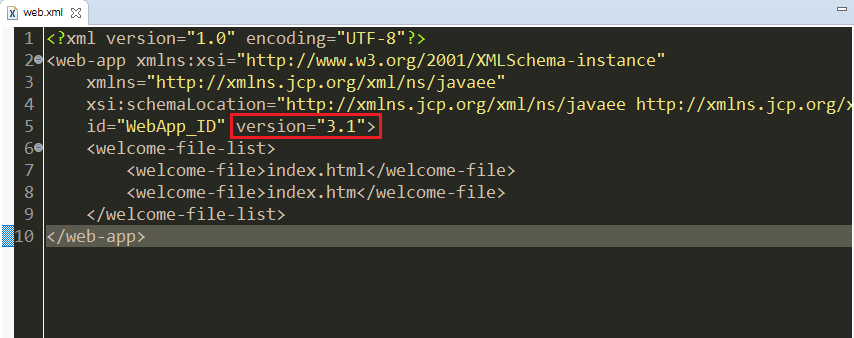 web.xml
1 <?xml version="1.0" encoding="UTF-8"?>
2 <web-app xmlns:xsi="http://www.w3.org/2001/XMLSchema-instance"
3 xmlns="http://xmlns.jcp.org/xml/ns/javaee"
4 xsi:schemaLocation="http://xmlns.jcp.org/xml/ns/javaee http://xmlns.jcp.org/x
5 id="WebApp_ID" version="3.1">
6 <welcome-file-list>
7 <welcome-file>index.html</welcome-file>
8 <welcome-file>index.htm</welcome-file>
9 </welcome-file-list>
10 </web-app>